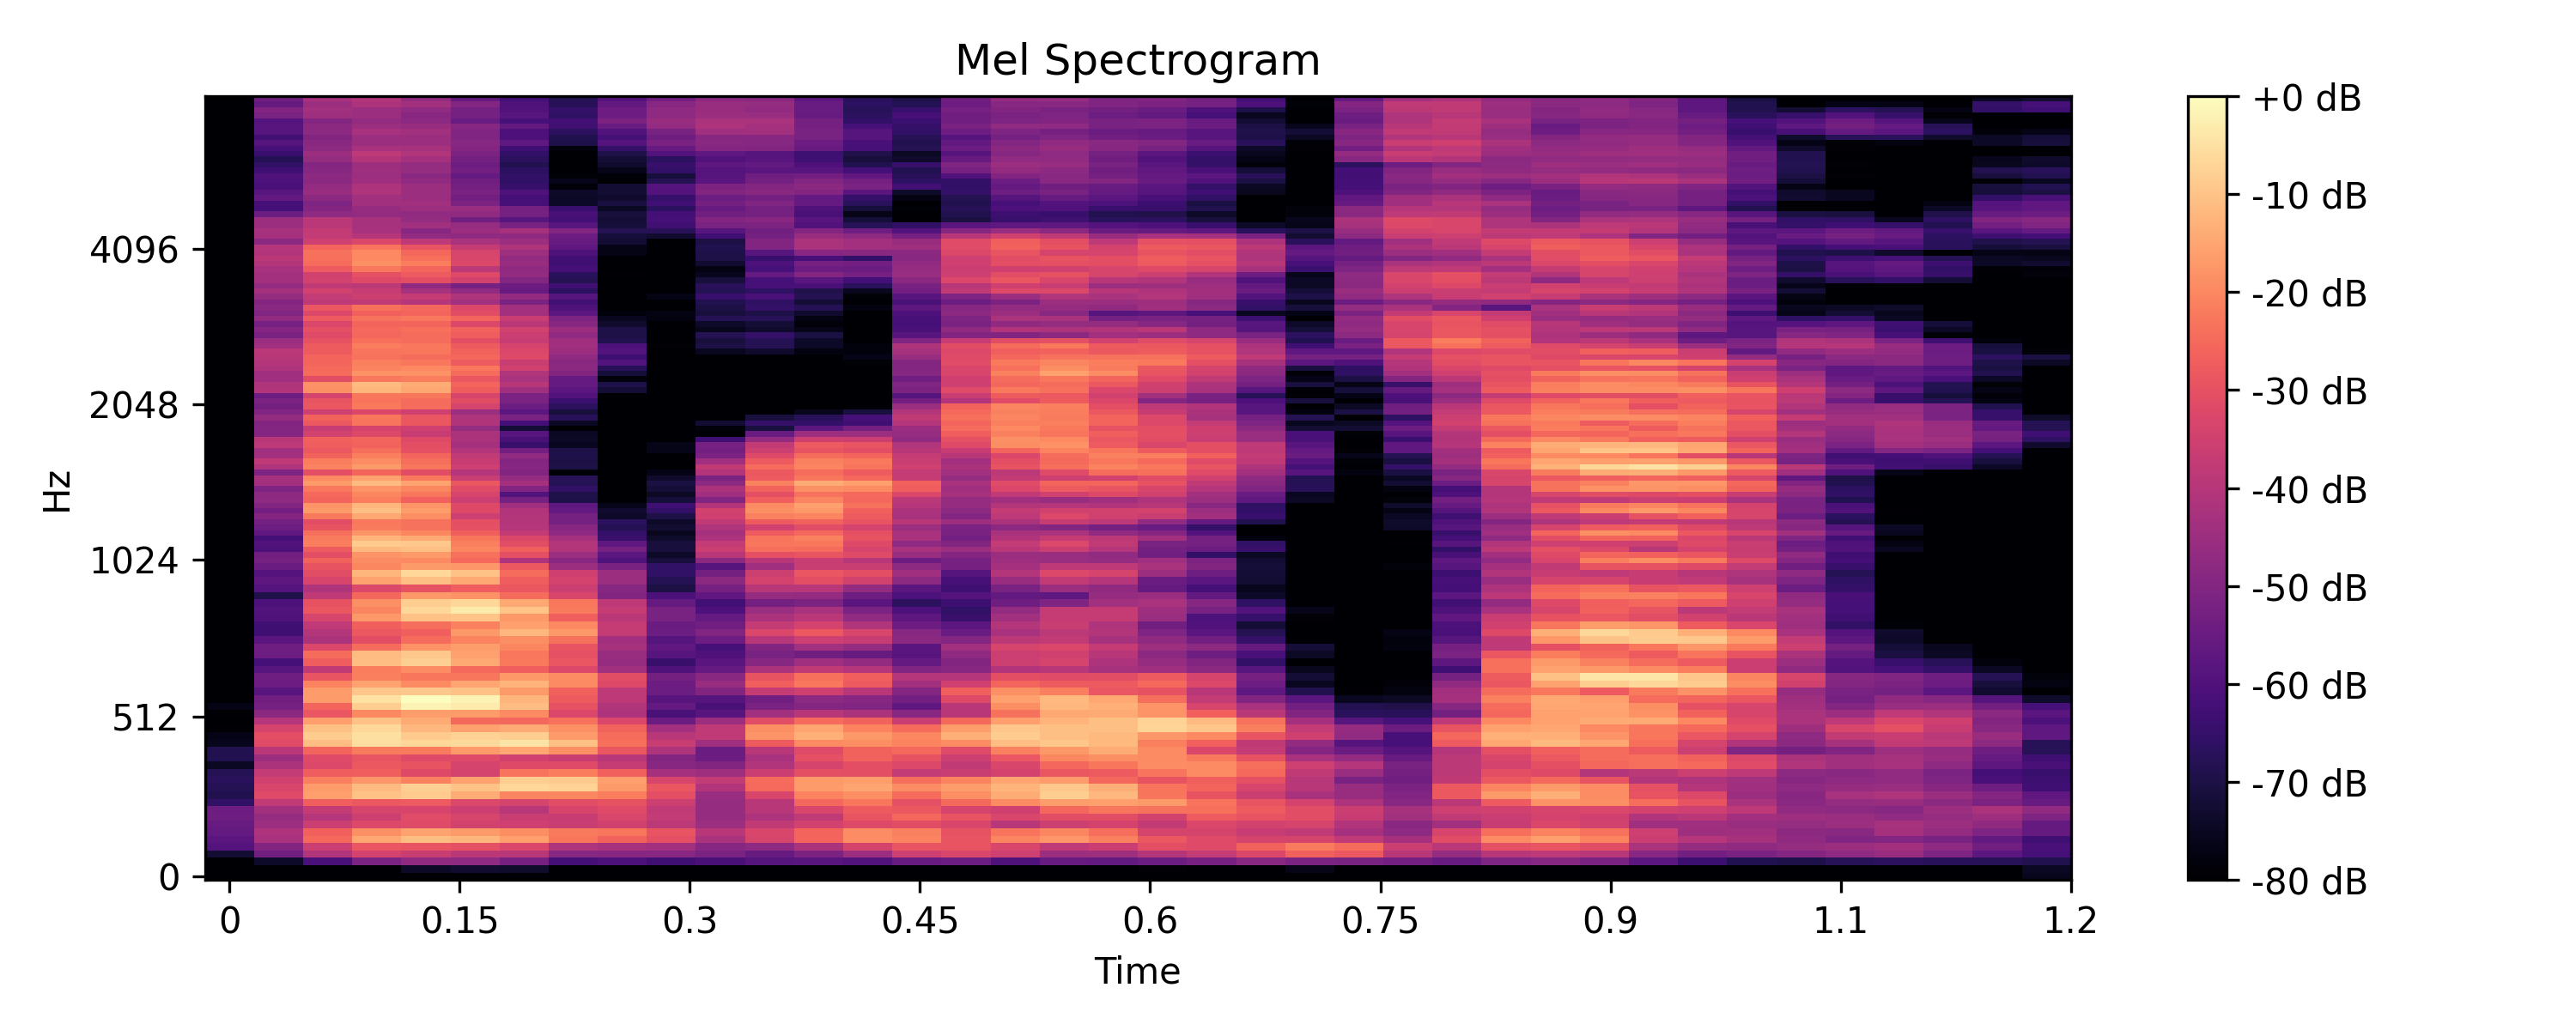 Mel Spectrogram
+0 dB
-10 dB
-20 dB
-30 dB
-40 dB
-50 dB
-60 dB
-70 dB
-80 dB
Hz
4096
2048
1024
512
0
0 0.15 0.3 0.45 0.6 0.75 0.9 1.1 1.2
Time